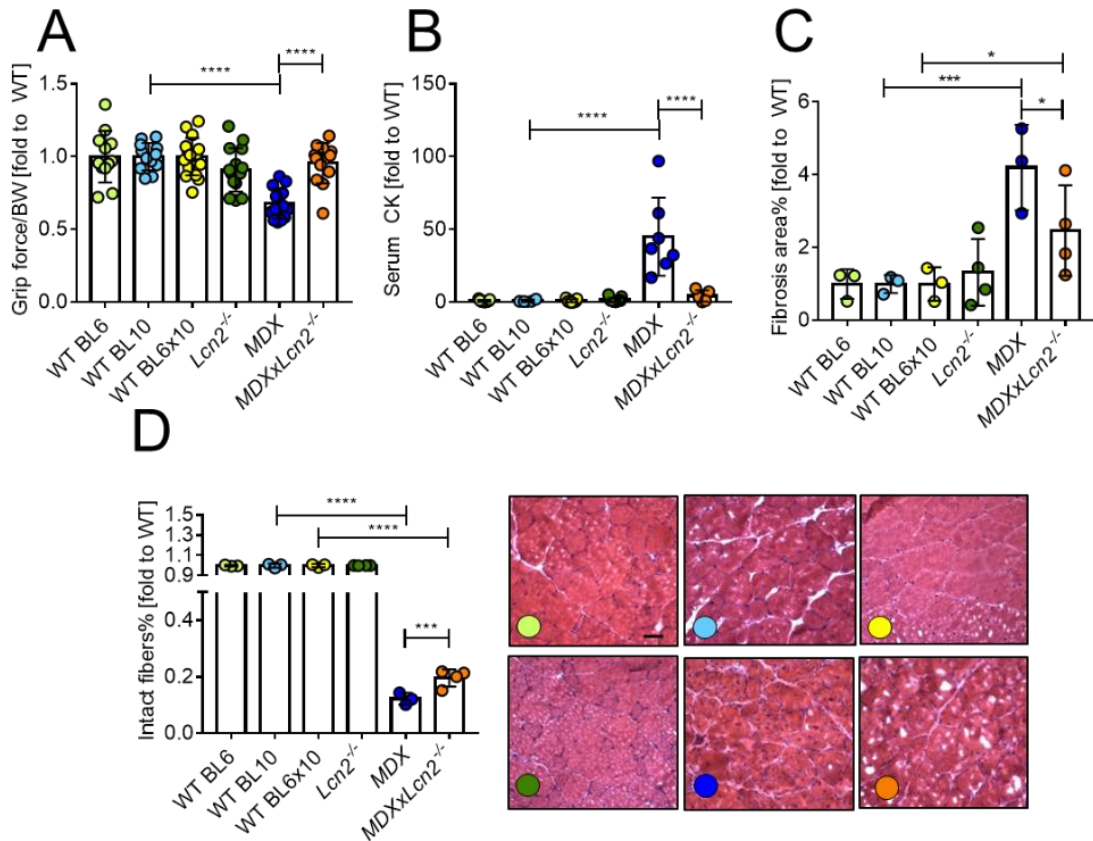 A
B
C
Grip force/BW [fold to WT]
1.5
1.0
0.5
0.0
****
****
WT BL6
WT BL10
WT BL6x10
Lcn2-/-
MDX
MDXxLcn2-/-
Serum CK [fold to WT]
150
100
50
0
****
****
WT BL6
WT BL10
WT BL6x10
Lcn2-/-
MDX
MDXxLcn2-/-
Fibrosis area% [fold to WT]
6
4
2
0
*
***
*
WT BL6
WT BL10
WT BL6x10
Lcn2-/-
MDX
MDXxLcn2-/-
D
Intact fibers% [fold to WT]
1.5
1.3
1.1
0.9
0.4
0.2
0.0
****
****
***
WT BL6
WT BL10
WT BL6x10
Lcn2-/-
MDX
MDXxLcn2-/-